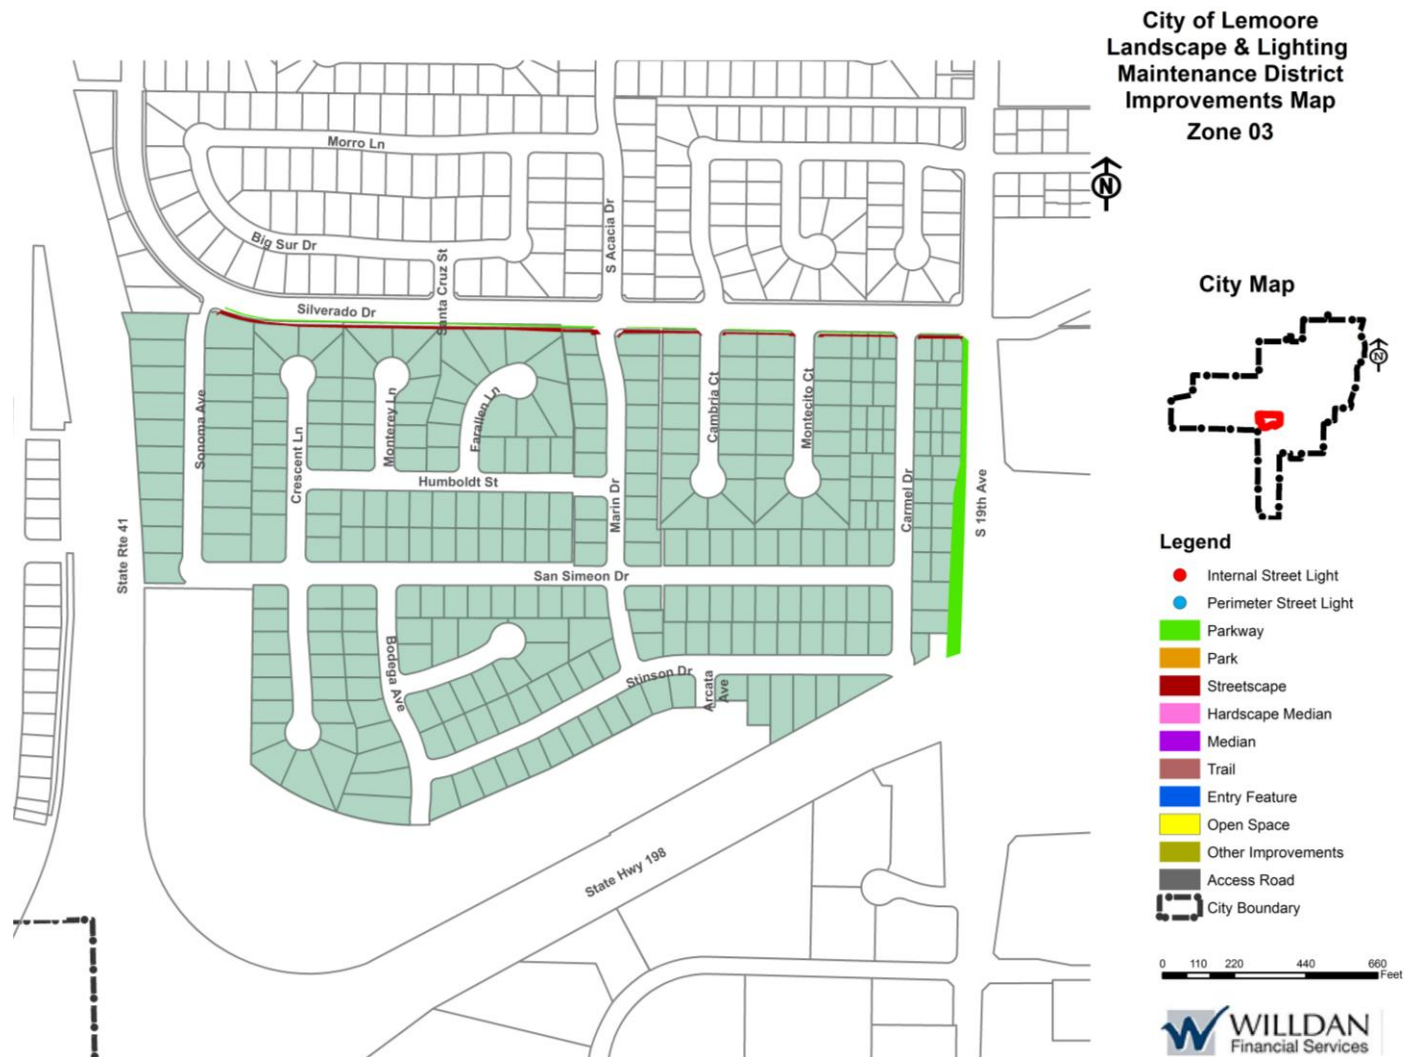 City of Lemoore
Landscape & Lighting
Maintenance District
Improvements Map
Zone 03
N
Morro Ln
Big Sur Dr
Santa Cruz St
S Acacia Dr
Silverado Dr
City Map
N
Sonoma Ave
Crescent Ln
Monterey Ln
Farallen Ln
Cambria Ct
Montecito Ct
Humboldt St
Marin Dr
Carmel Dr
S 19th Ave
State Rte 41
San Simeon Dr
Bodega Ave
Stinson Dr
Arcata
Ave
State Hwy 198
Legend
Internal Street Light
Perimeter Street Light
Parkway
Park
Streetscape
Hardscape Median
Median
Trail
Entry Feature
Open Space
Other Improvements
Access Road
City Boundary
0 110 220 440 660
Feet
WILLDAN
Financial Services